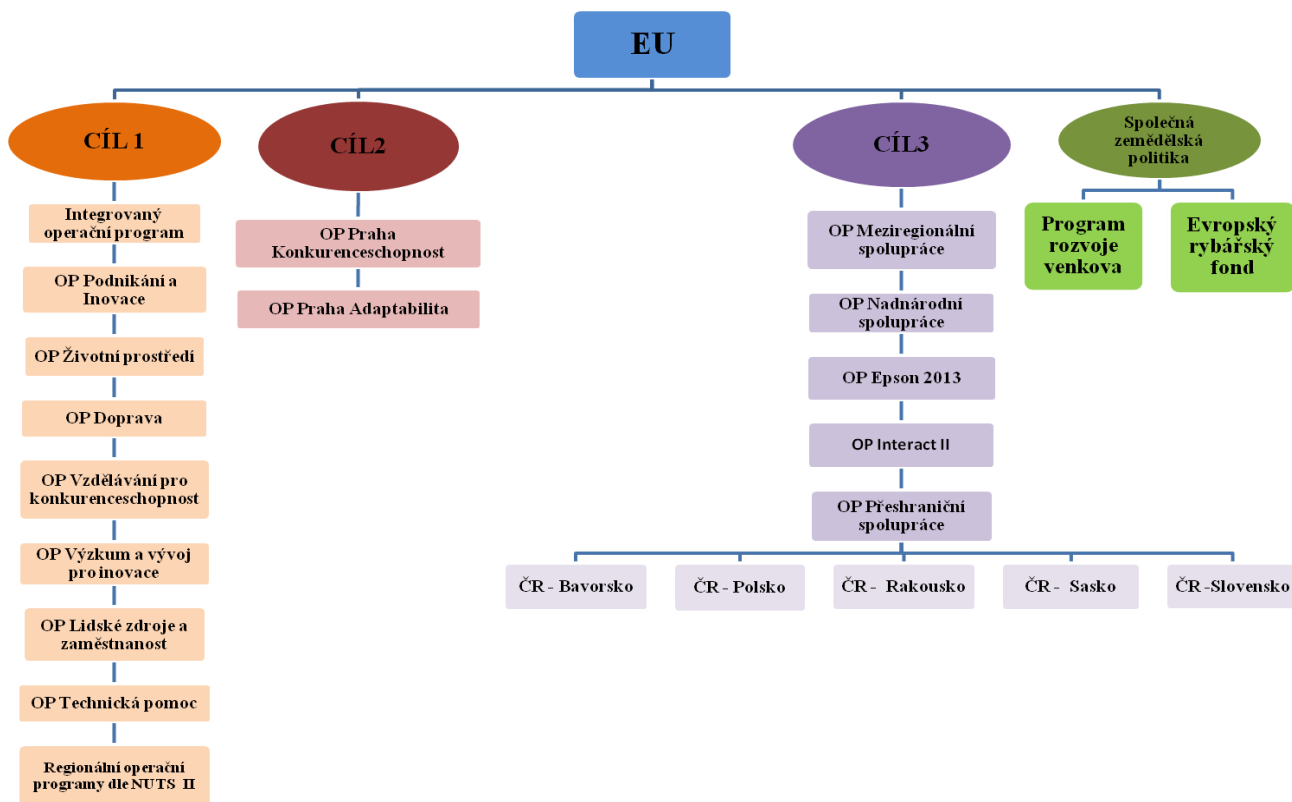 EU
CÍL 1
CÍL2
CÍL3
Společná
zemědělská
politika
Integrovaný
operační program
OP Podnikání a
Inovace
OP Životní prostředí
OP Doprava
OP Vzdělávání pro
konkurenceschopnost
OP Výzkum a vývoj
pro inovace
OP Lidské zdroje a
zaměstnanost
OP Technická pomoc
Regionální operační
programy dle NUTS II
OP Praha
Konkurenceschopnost
OP Praha Adaptabilita
OP Meziregionální
spolupráce
OP Nadnárodní
spolupráce
OP Epson 2013
OP Interact II
OP Přeshraniční
spolupráce
ČR - Bavorsko
ČR - Polsko
ČR - Rakousko
ČR - Sasko
ČR -Slovensko
Program
rozvoje
venkova
Evropský
rybářský
fond